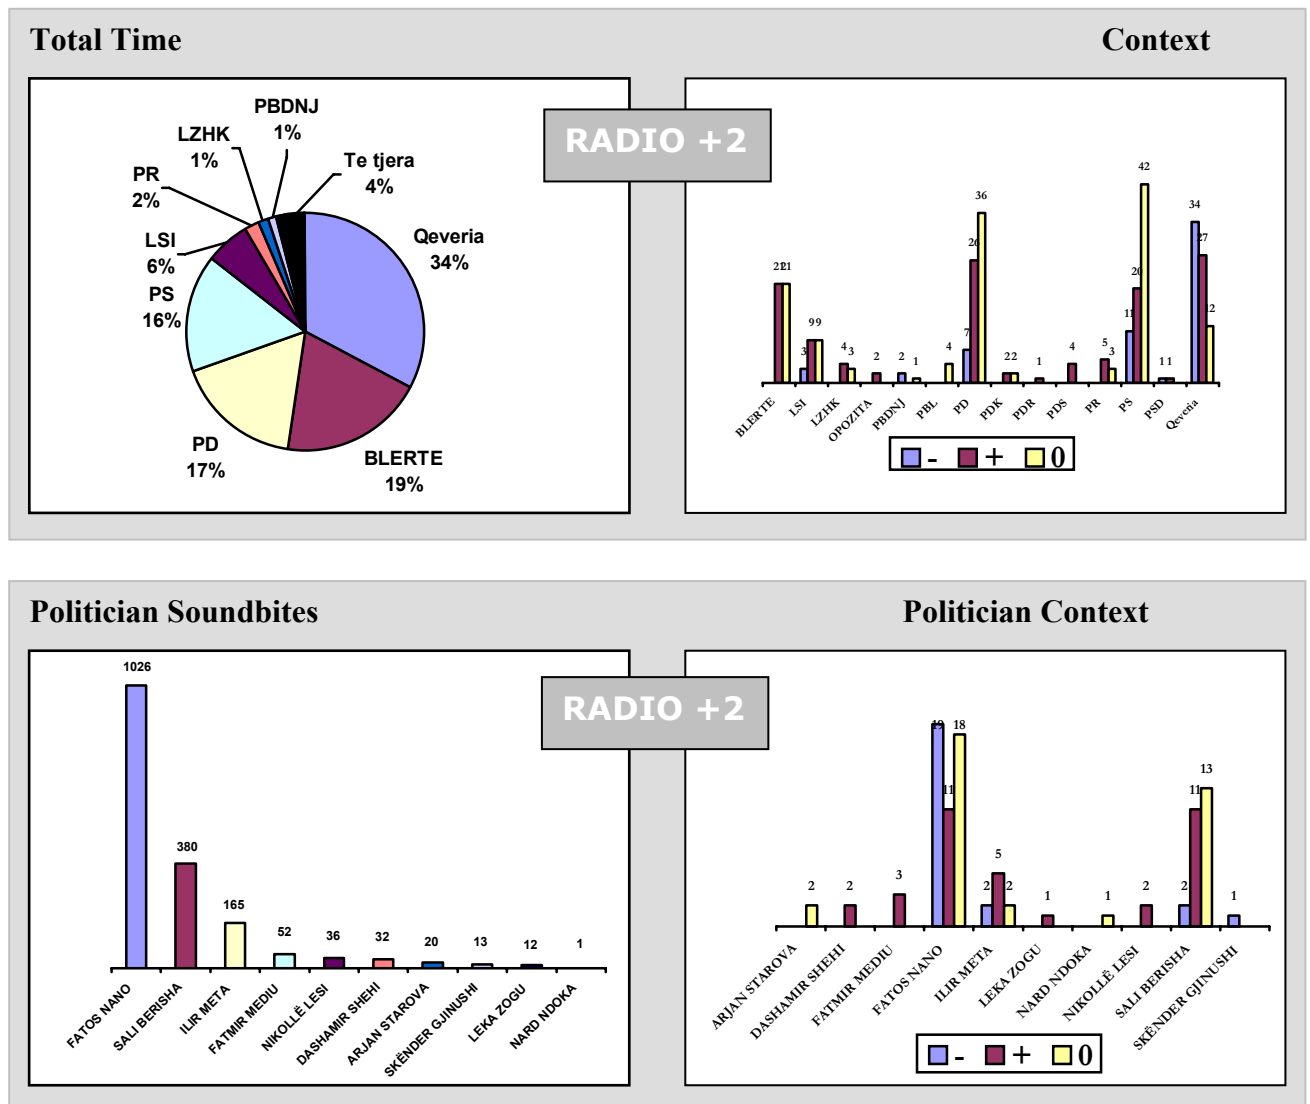 Total Time
Context
RADIO +2
PBDNJ
1%
LZHK
1%
Te tjera
4%
PR
2%
LSI
6%
PS
16%
Qeveria
34%
PD
17%
BLERTE
19%
21 21
3 9 9
4 3
2
2 1
4
7 26 36
2 2
1
4
5 3
11 20 42
1 1
34 27 12
BLERTE LSI LZHK OPOZITA PBDNJ PBL PD PDK PDR PDS PR PS PSD Qeveria
- + 0
Politician Soundbites
Politician Context
RADIO +2
1026 380 165 52 36 32 20 13 12 1
FATOS NANO SALI BERISHA ILIR META FATMIR MEDIU NIKOLLË LESI DASHAMIR SHEHI ARJAN STAROVA SKËNDER GJINUSHI LEKA ZOGU NARD NDOKA
2
2
3
19 11 18
2 5 2
1
1
2
2 11 13
1
ARJAN STAROVA DASHAMIR SHEHI FATMIR MEDIU FATOS NANO ILIR META LEKA ZOGU NARD NDOKA NIKOLLË LESI SALI BERISHA SKËNDER GJINUSHI
- + 0